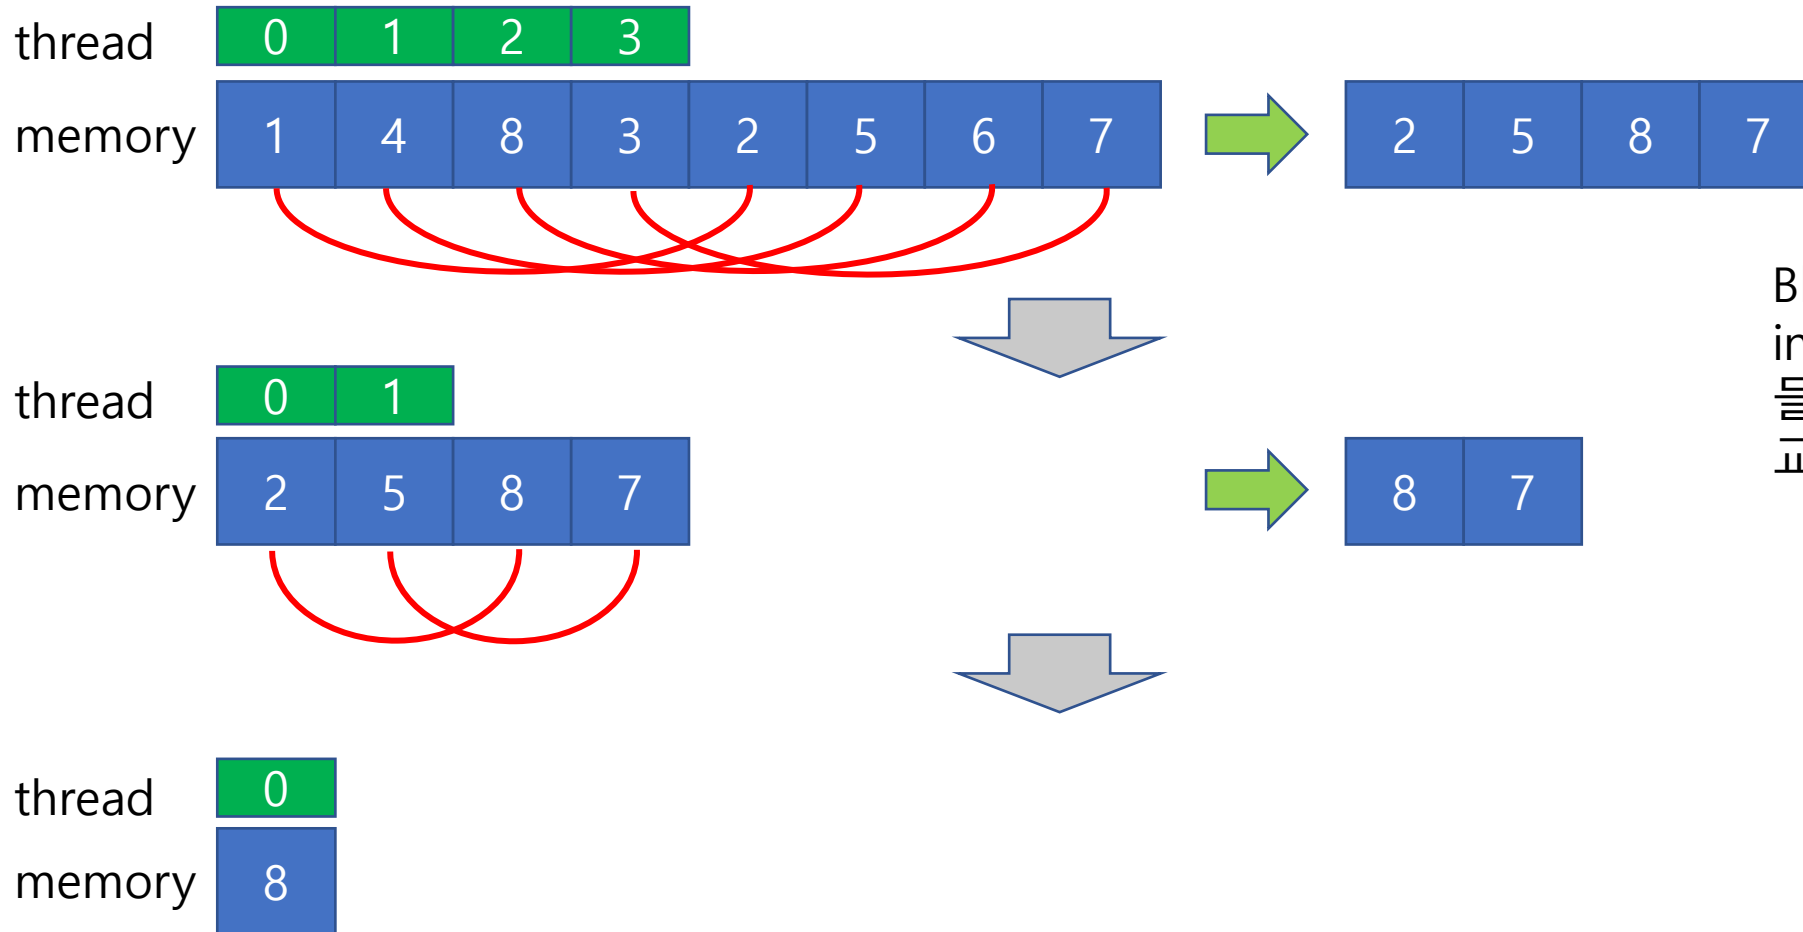 thread 0 1 2 3
memory 1 4 8 3 2 5 6 7 2 5 8 7
thread 0 1
memory 2 5 8 7 8 7
thread 0
memory 8